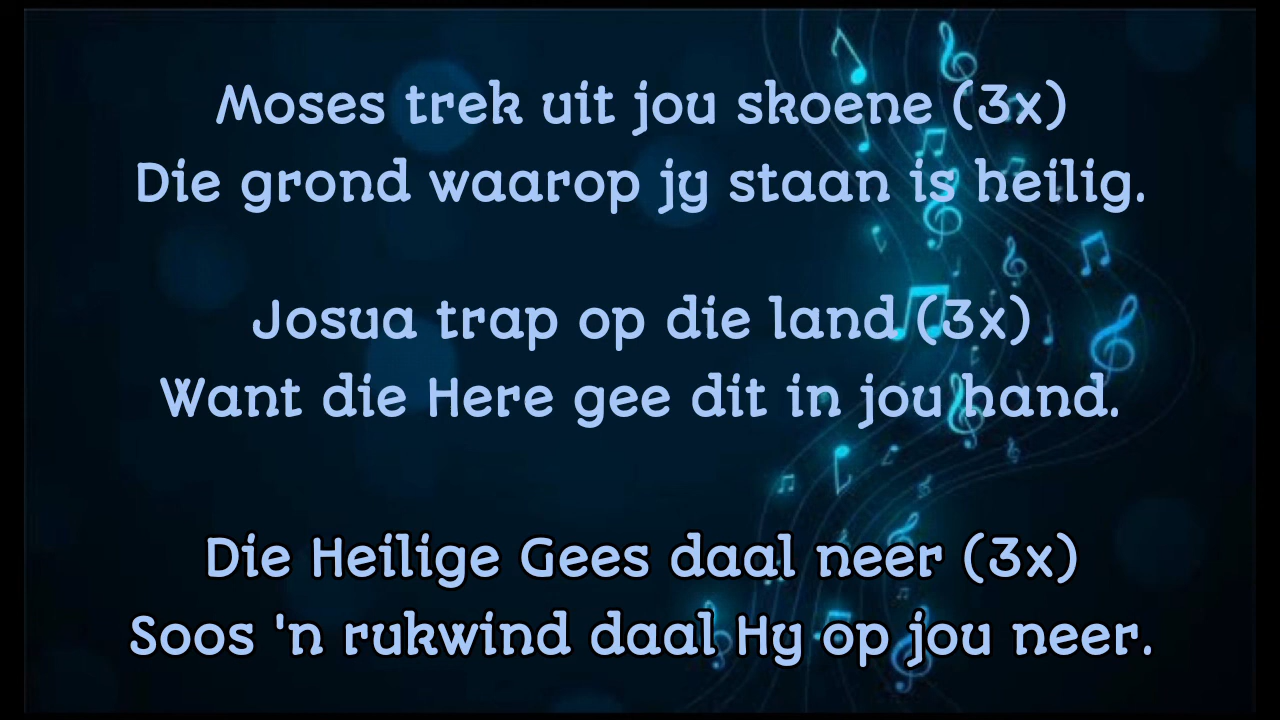 Moses trek uit jou skoene (3x)
Die grond waarop jy staan is heilig.
Josua trap op die land (3x)
Want die Here gee dit in jou hand.
Die Heilige Gees daal neer (3x)
Soos 'n rukwind daal Hy op jou neer.